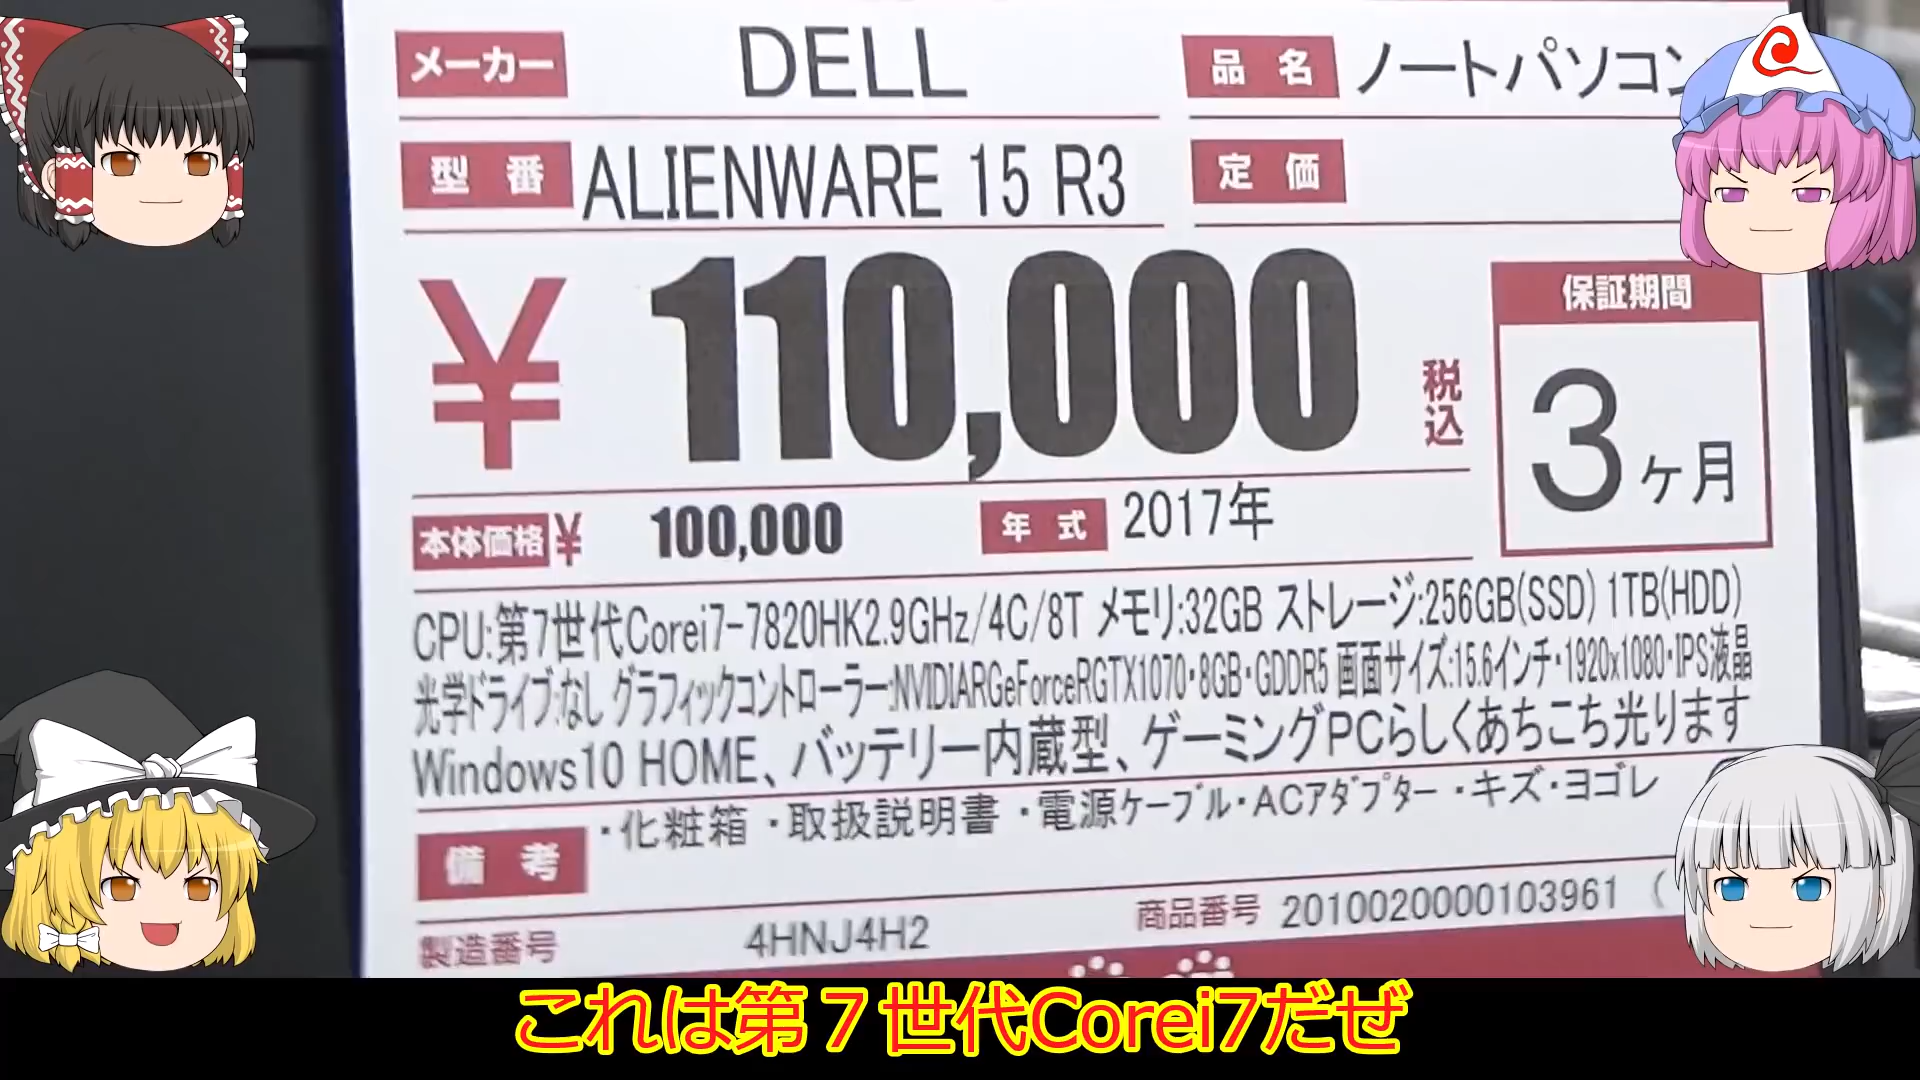 メーカー DELL 品名 ノートパソコン
型番 ALIENWARE 15 R3 定価
¥ 110,000 税込 保証期間 3ヶ月
本体価格 ¥ 100,000 年式 2017年
CPU:第7世代Corei7-7820HK2.9GHz/4C/8T メモリ:32GB ストレージ:256GB(SSD) 1TB(HDD)
光学ドライブ:なし グラフィックコントローラー:NVIDIARGeForceRGTX1070・8GB・GDDR5 画面サイズ:15.6インチ・1920x1080・IPS液晶
Windows10 HOME、バッテリー内蔵型、ゲーミングPCらしくあちこち光ります
備考 ・化粧箱 ・取扱説明書 ・電源ケーブル・ACアダプター ・キズ・ヨゴレ
製造番号 4HNJ4H2 商品番号 2010020000103961 (
これは第７世代Corei7だぜ